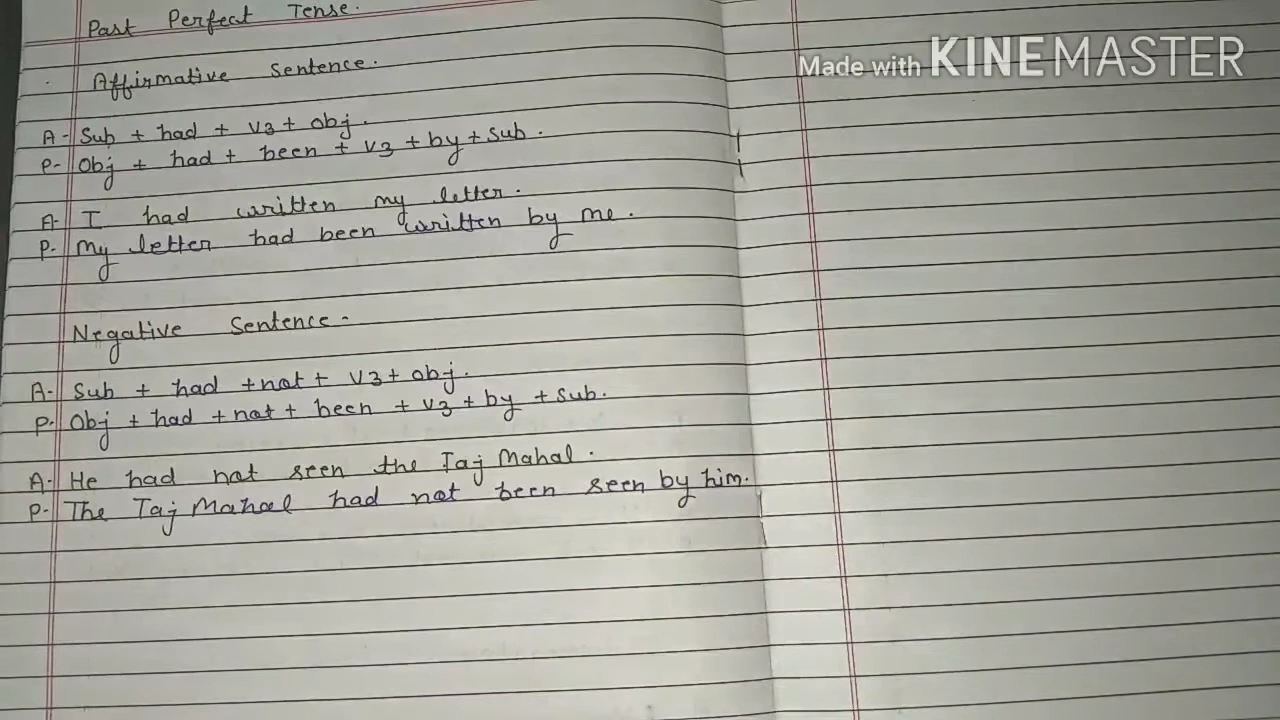 Past Perfect Tense.
Made with KINEMASTER
Affirmative Sentence.
A- Sub + had + V3 + obj.
P- Obj + had + been + V3 + by + sub.
A- I had written my letter.
P- My letter had been written by me.
Negative Sentence.
A- Sub + had + not + V3 + obj.
P- Obj + had + not + been + V3 + by + sub.
A- He had not seen the Taj Mahal.
P- The Taj Mahal had not been seen by him.